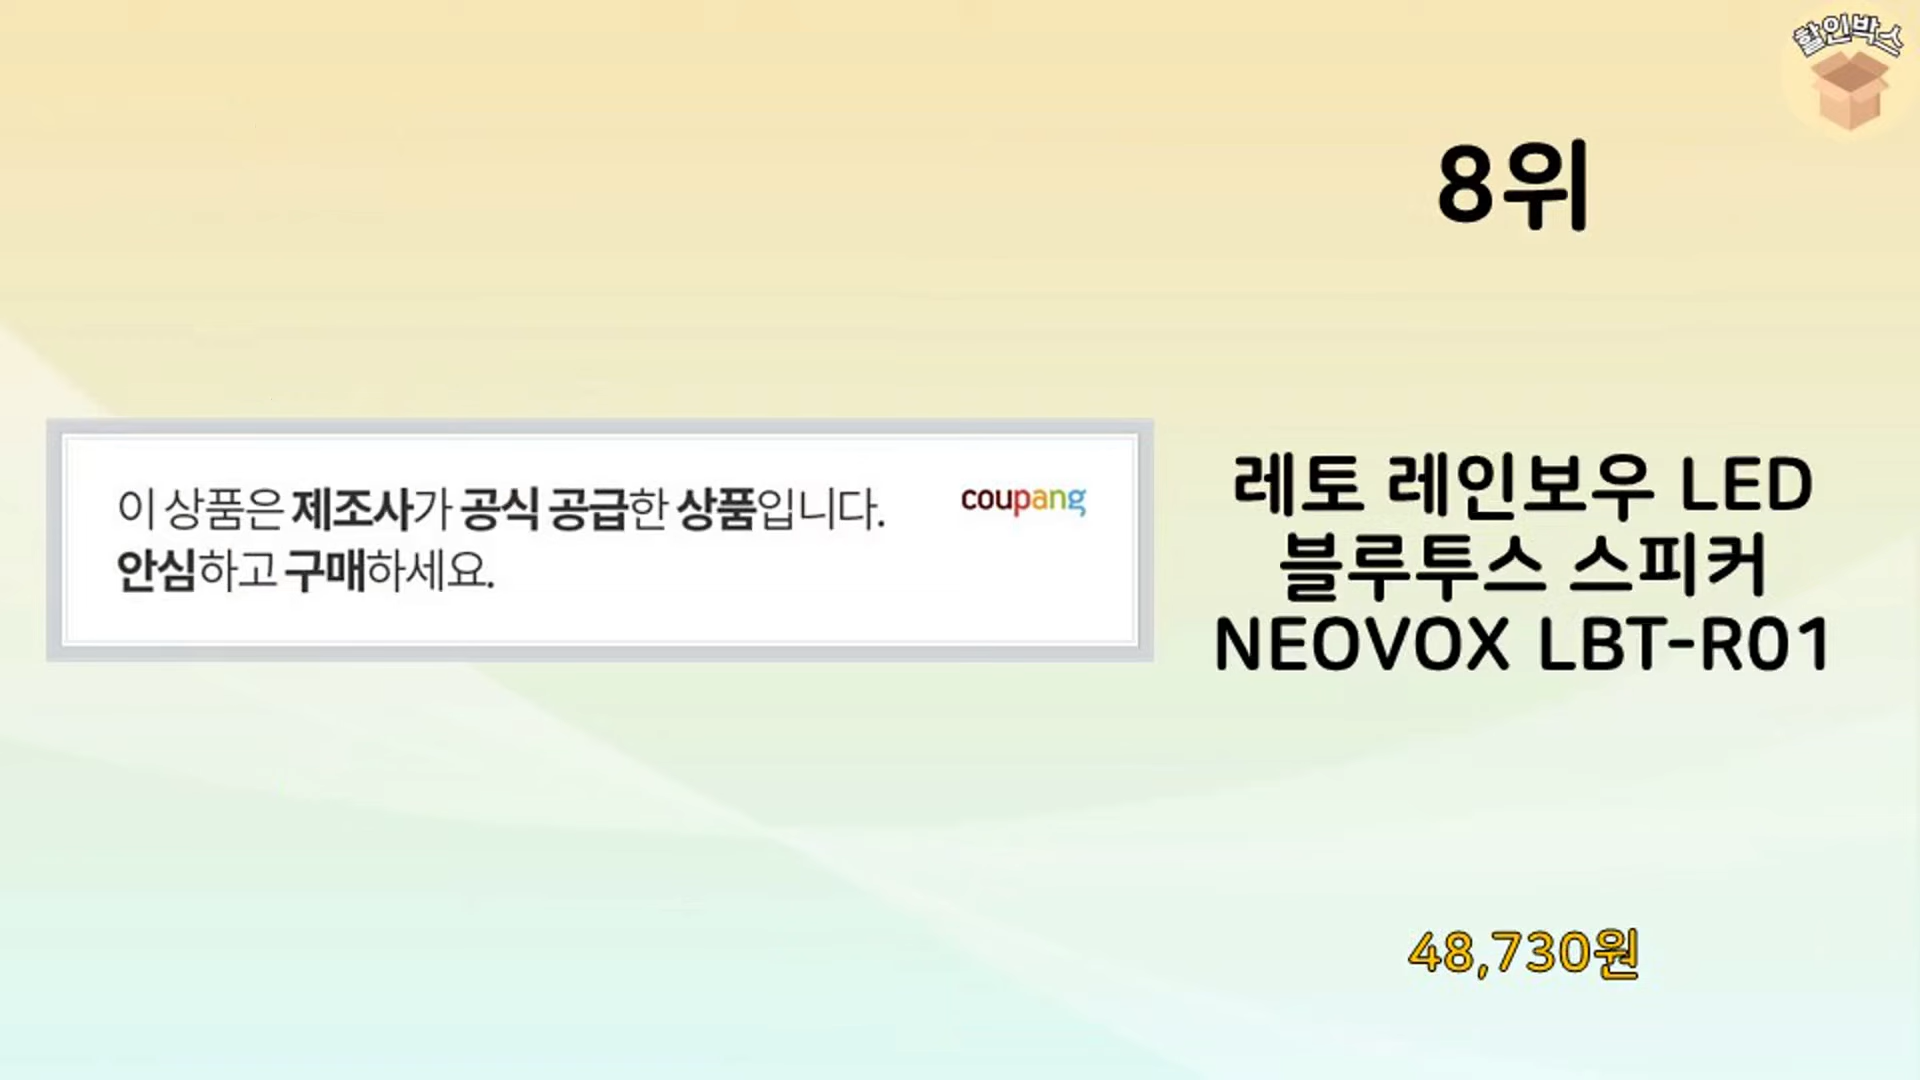 할인박스
8위
이 상품은 제조사가 공식 공급한 상품입니다.
안심하고 구매하세요.
coupang
레토 레인보우 LED
블루투스 스피커
NEOVOX LBT-R01
48,730원